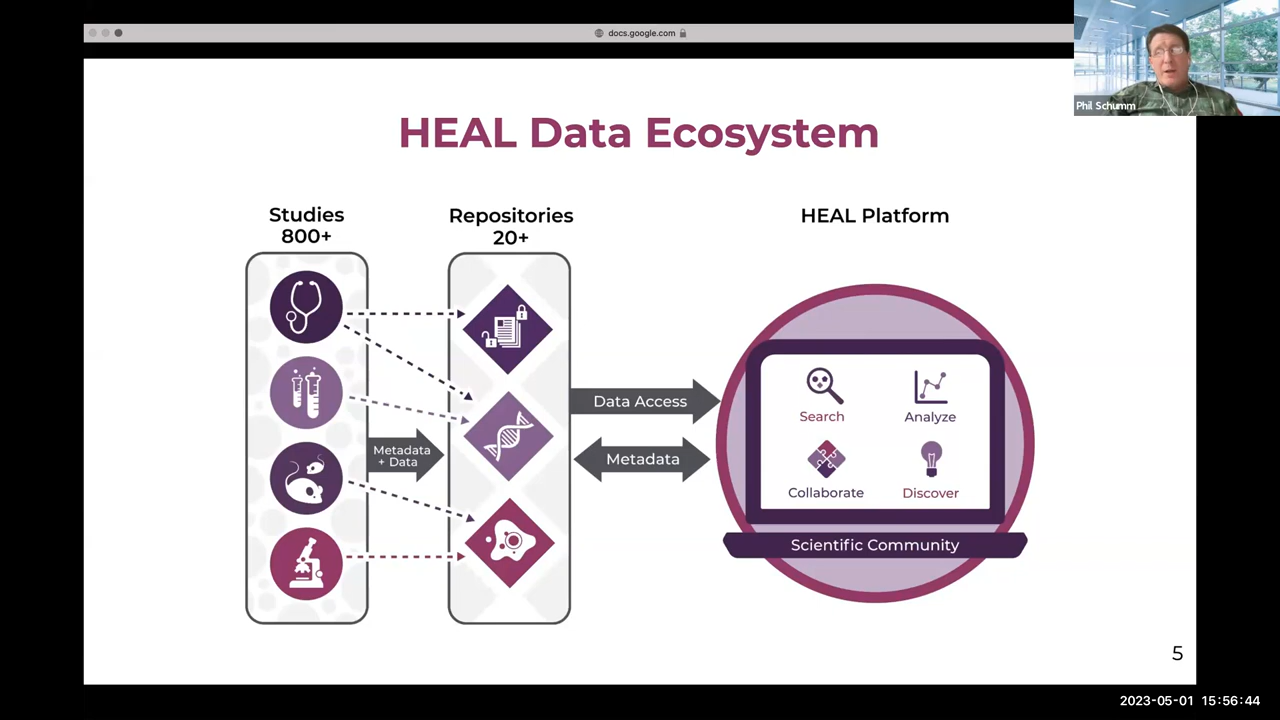 docs.google.com
Phil Schumm
HEAL Data Ecosystem
Studies
800+
Repositories
20+
HEAL Platform
Metadata
+ Data
Data Access
Metadata
Search
Analyze
Collaborate
Discover
Scientific Community
5
2023-05-01 15:56:44